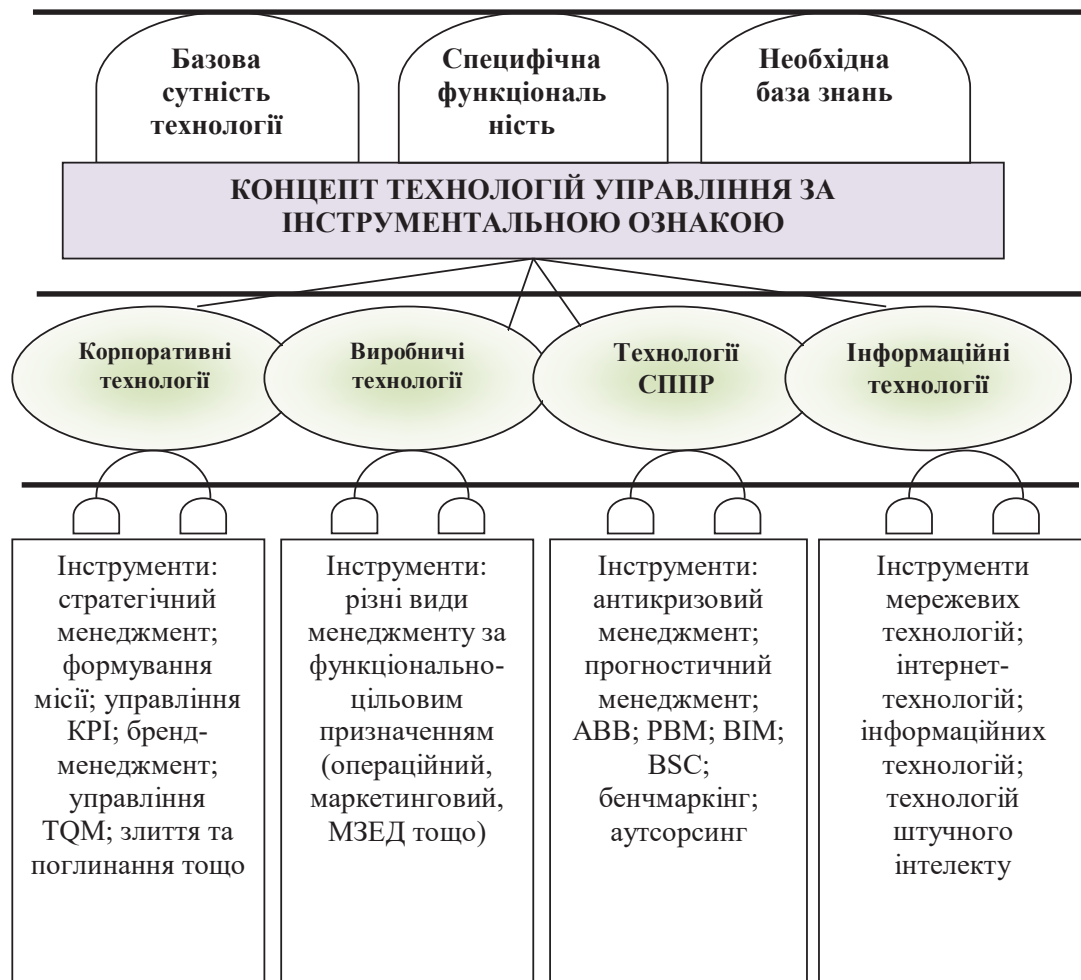 Базова
сутність
технології
Специфічна
функціональ
ність
Необхідна
база знань
КОНЦЕПТ ТЕХНОЛОГІЙ УПРАВЛІННЯ ЗА
ІНСТРУМЕНТАЛЬНОЮ ОЗНАКОЮ
Корпоративні
технології
Виробничі
технології
Технології
СППР
Інформаційні
технології
Інструменти:
стратегічний
менеджмент;
формування
місії; управління
KPI; бренд-
менеджмент;
управління
TQM; злиття та
поглинання тощо
Інструменти:
різні види
менеджменту за
функціонально-
цільовим
призначенням
(операційний,
маркетинговий,
МЗЕД тощо)
Інструменти:
антикризовий
менеджмент;
прогностичний
менеджмент;
ABB; PBM; BIM;
BSC;
бенчмаркінг;
аутсорсинг
Інструменти
мережевих
технологій;
інтернет-
технологій;
інформаційних
технологій;
технологій
штучного
інтелекту